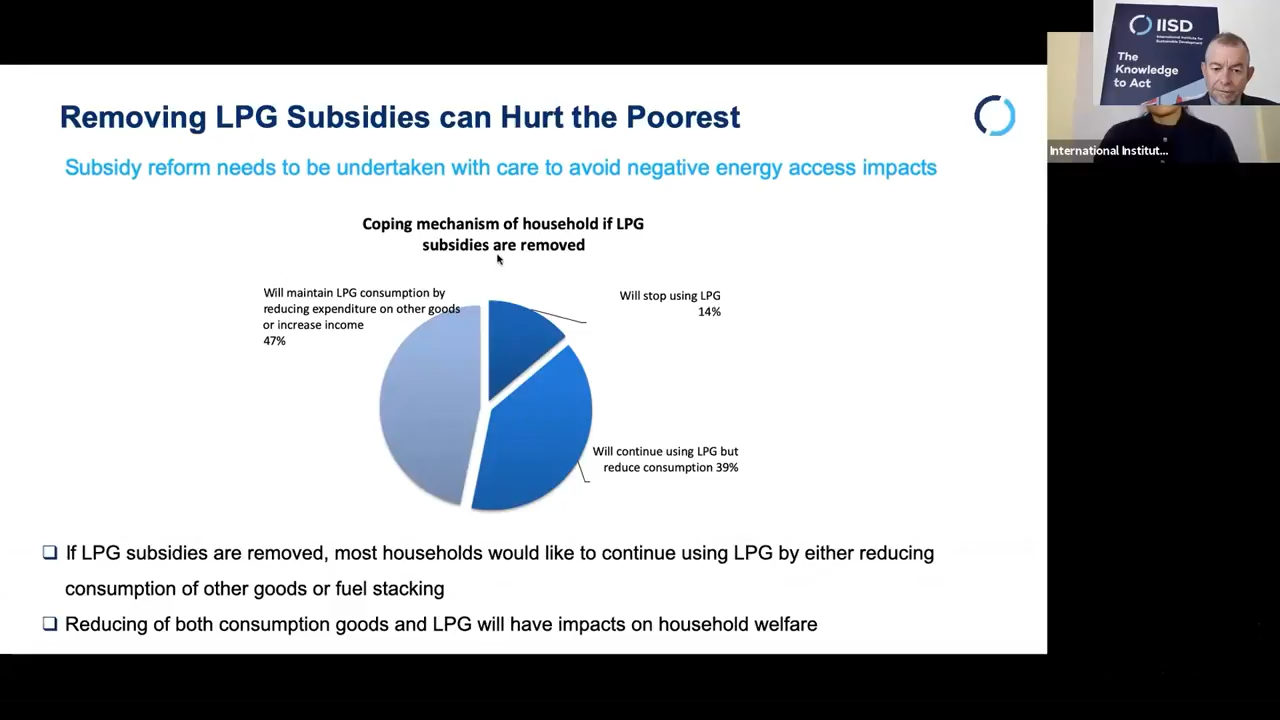 Removing LPG Subsidies can Hurt the Poorest
Subsidy reform needs to be undertaken with care to avoid negative energy access impacts
Coping mechanism of household if LPG
subsidies are removed
Will maintain LPG consumption by
reducing expenditure on other goods
or increase income
47%
Will stop using LPG
14%
Will continue using LPG but
reduce consumption 39%
❑ If LPG subsidies are removed, most households would like to continue using LPG by either reducing
consumption of other goods or fuel stacking
❑ Reducing of both consumption goods and LPG will have impacts on household welfare
IISD
International Institute for
Sustainable Development
The
Knowledge
to Act
International Institut...